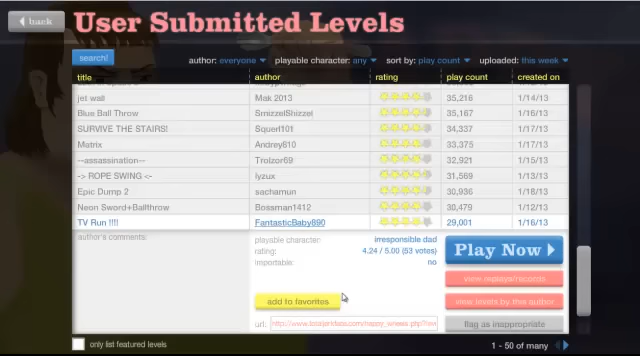 back
User Submitted Levels
search!
author: everyone playable character: any sort by: play count uploaded: this week
title author rating play count created on
jet wall Mak 2013 35,216 1/14/13
Blue Ball Throw SmizzelShizzel 35,167 1/16/13
SURVIVE THE STAIRS! Squerl101 34,337 1/17/13
Matrix Andrey610 33,375 1/17/13
--assassination-- Trolzor69 32,921 1/15/13
-> ROPE SWING <- iyzux 31,569 1/13/13
Epic Dump 2 sachamun 30,936 1/18/13
Neon Sword+Ballthrow Bossman1412 30,479 1/12/13
TV Run !!!! FantasticBaby890 29,001 1/16/13
author's comments:
playable character: irresponsible dad
rating: 4.24 / 5.00 (53 votes)
importable: no
Play Now
view replays/records
add to favorites
view levels by this author
url:
flag as inappropriate
only list featured levels
1 - 50 of many